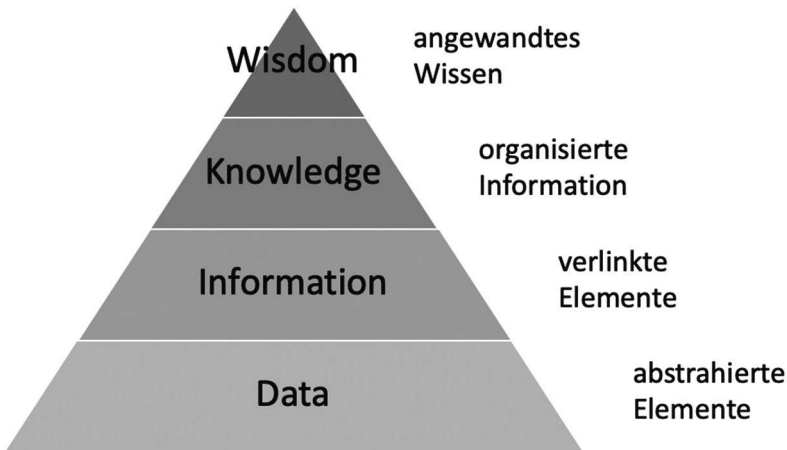 Wisdom
angewandtes
Wissen
Knowledge
organisierte
Information
Information
verlinkte
Elemente
Data
abstrahierte
Elemente